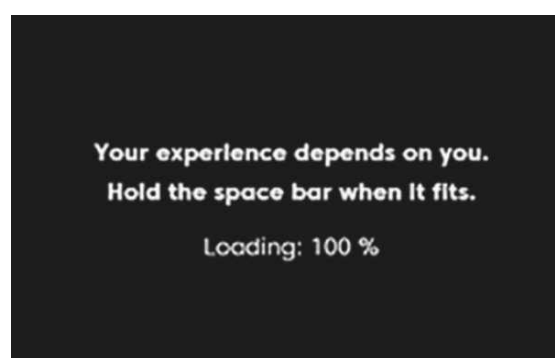 Your experience depends on you.
Hold the space bar when it fits.
Loading: 100 %